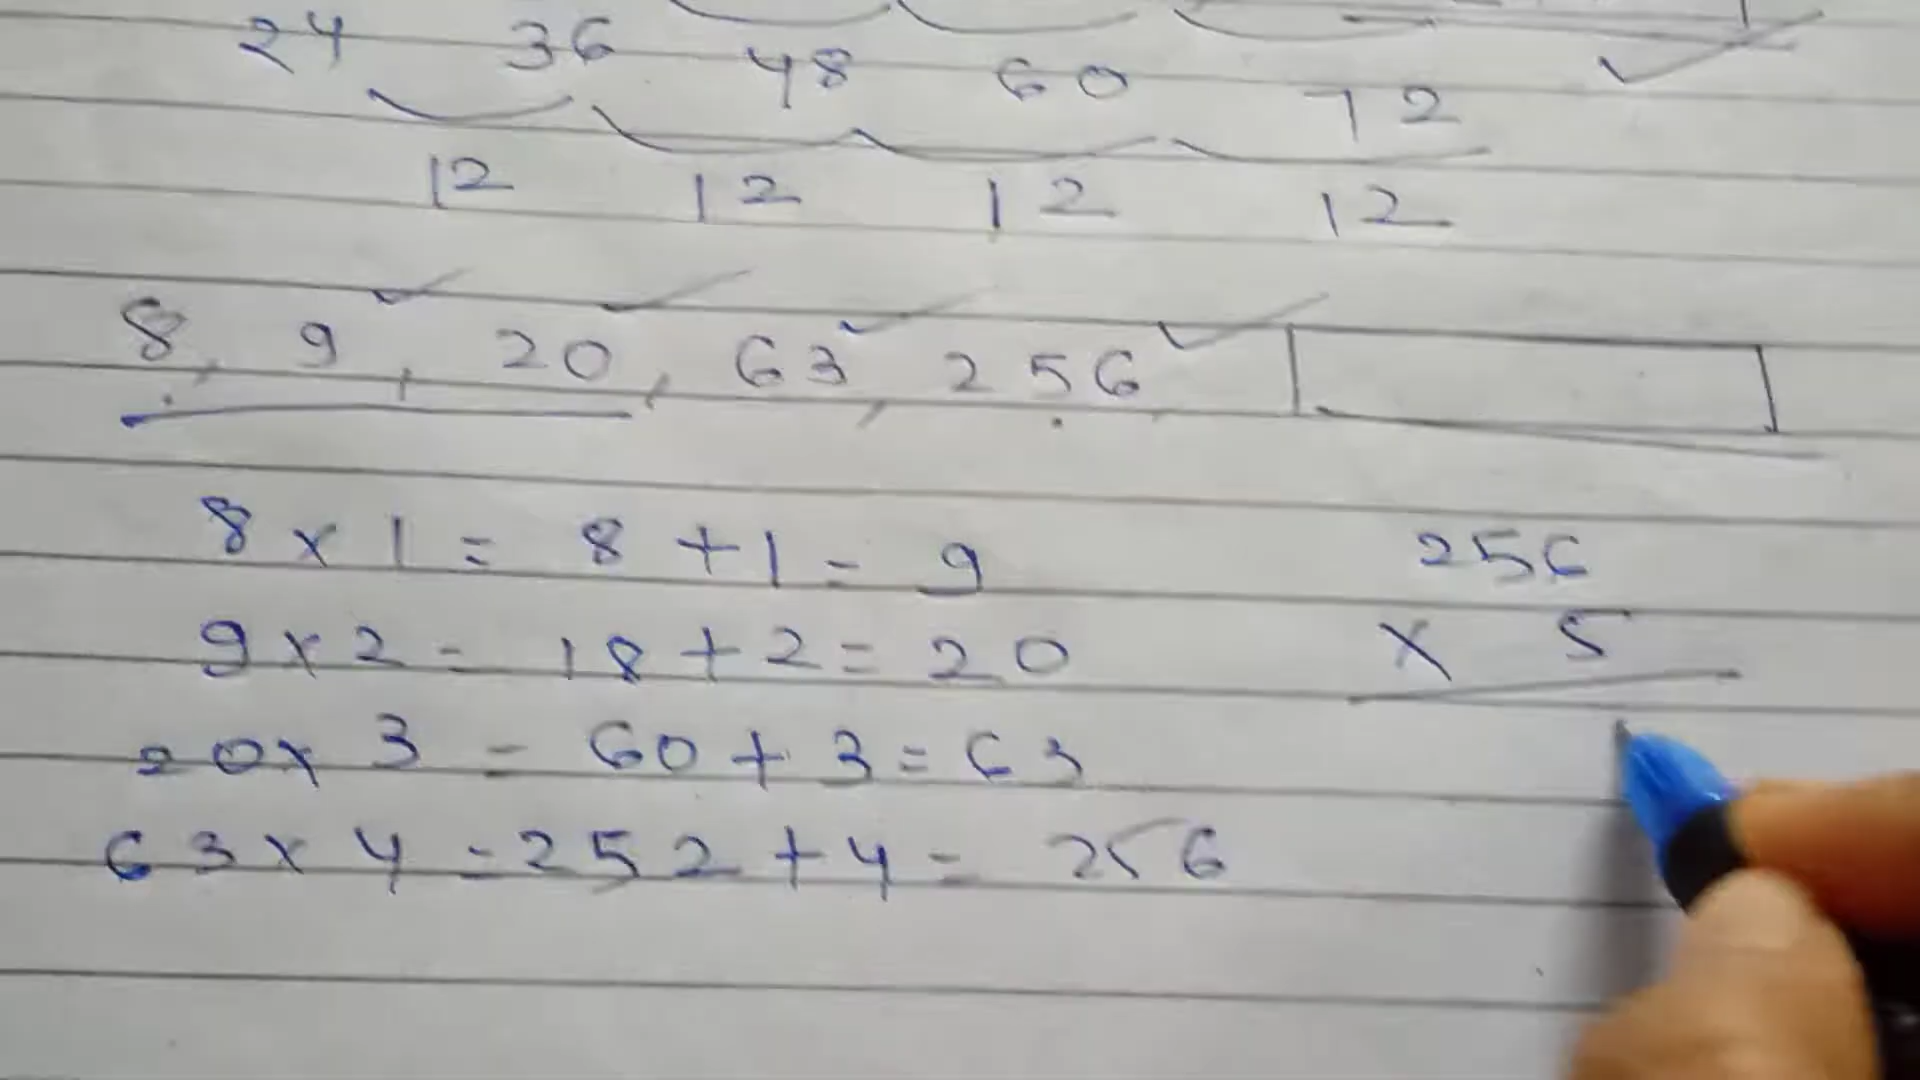 24 36 48 60 72
12 12 12 12
8, 9, 20, 63, 256
8 x 1 = 8 + 1 = 9
9 x 2 = 18 + 2 = 20
20 x 3 = 60 + 3 = 63
63 x 4 = 252 + 4 = 256
256
x 5